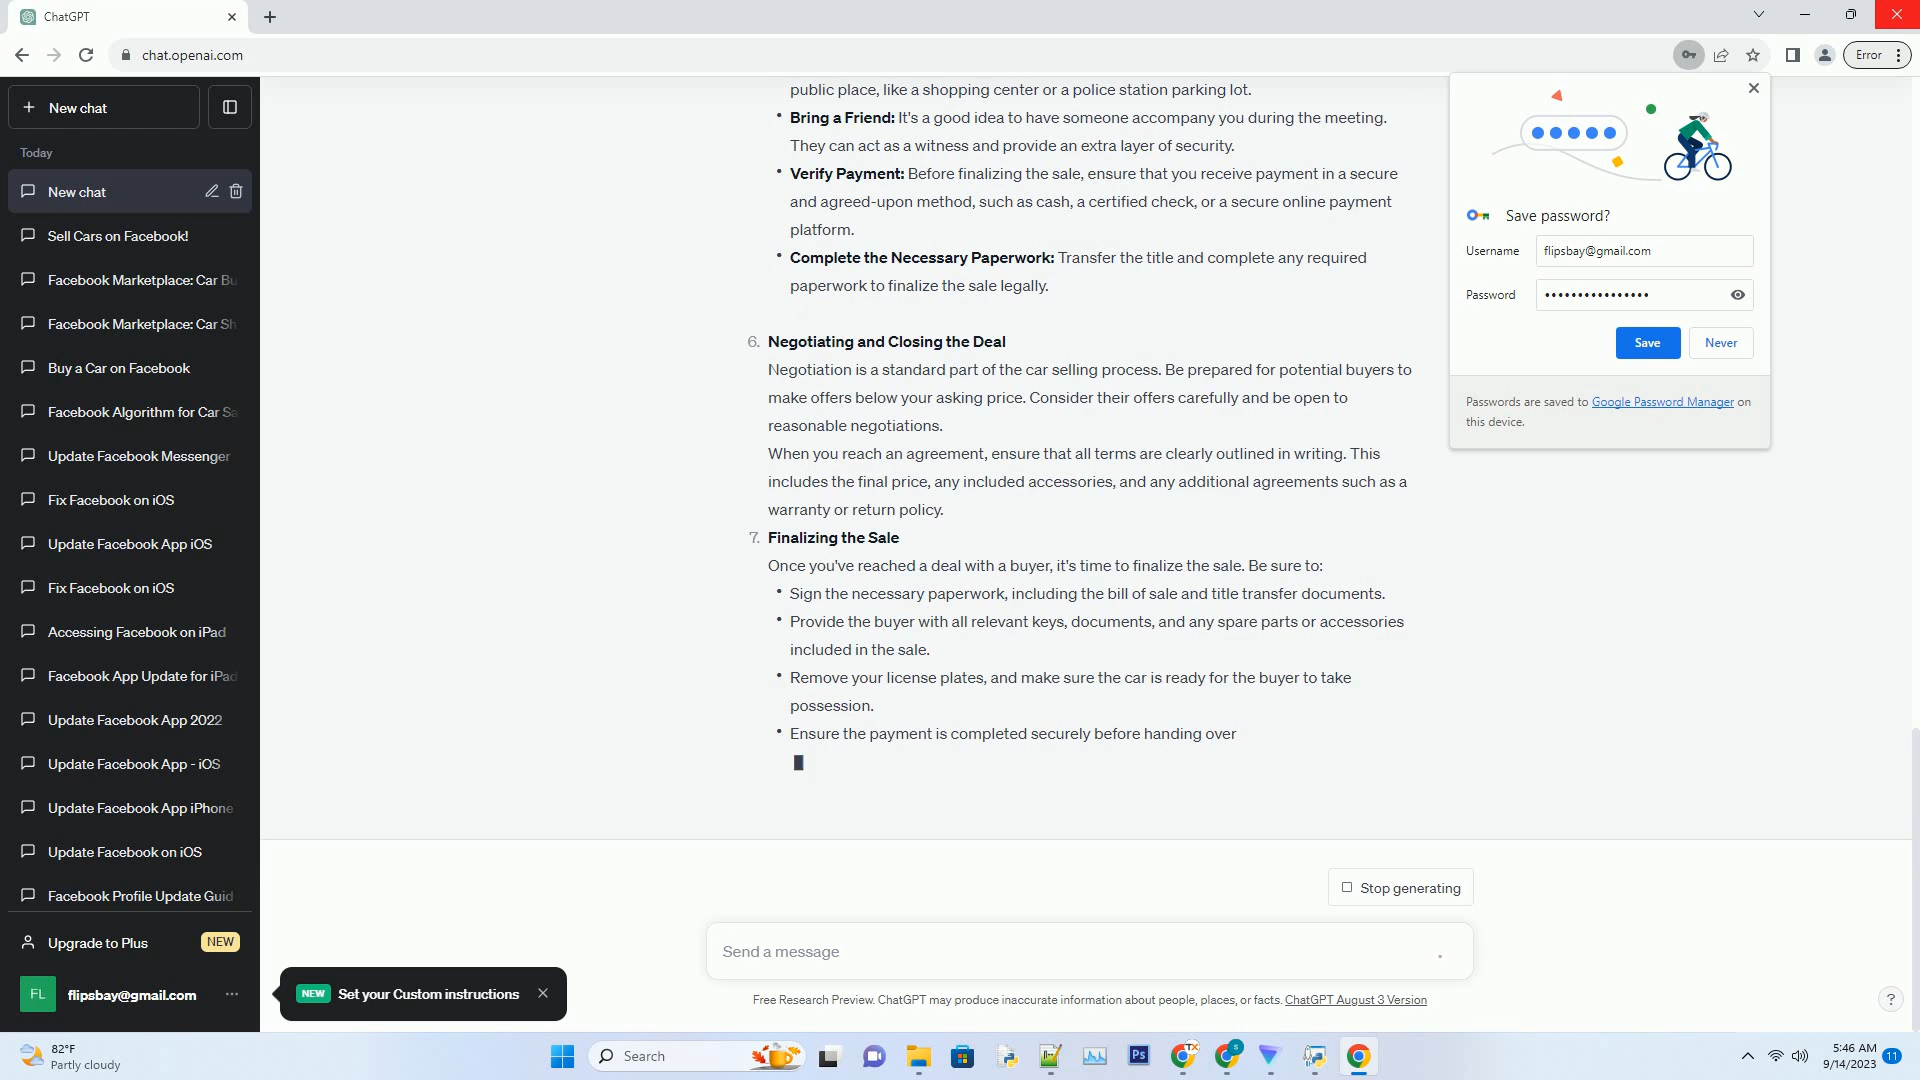 ChatGPT
chat.openai.com
Error
New chat
Today
New chat
Sell Cars on Facebook!
Facebook Marketplace: Car Bu
Facebook Marketplace: Car Sh
Buy a Car on Facebook
Facebook Algorithm for Car Sa
Update Facebook Messenger
Fix Facebook on iOS
Update Facebook App iOS
Fix Facebook on iOS
Accessing Facebook on iPad
Facebook App Update for iPad
Update Facebook App 2022
Update Facebook App - iOS
Update Facebook App iPhone
Update Facebook on iOS
Facebook Profile Update Guid
Upgrade to Plus NEW
FL flipsbay@gmail.com
NEW Set your Custom instructions
public place, like a shopping center or a police station parking lot.
• Bring a Friend: It's a good idea to have someone accompany you during the meeting.
They can act as a witness and provide an extra layer of security.
• Verify Payment: Before finalizing the sale, ensure that you receive payment in a secure
and agreed-upon method, such as cash, a certified check, or a secure online payment
platform.
• Complete the Necessary Paperwork: Transfer the title and complete any required
paperwork to finalize the sale legally.
6. Negotiating and Closing the Deal
Negotiation is a standard part of the car selling process. Be prepared for potential buyers to
make offers below your asking price. Consider their offers carefully and be open to
reasonable negotiations.
When you reach an agreement, ensure that all terms are clearly outlined in writing. This
includes the final price, any included accessories, and any additional agreements such as a
warranty or return policy.
7. Finalizing the Sale
Once you've reached a deal with a buyer, it's time to finalize the sale. Be sure to:
• Sign the necessary paperwork, including the bill of sale and title transfer documents.
• Provide the buyer with all relevant keys, documents, and any spare parts or accessories
included in the sale.
• Remove your license plates, and make sure the car is ready for the buyer to take
possession.
• Ensure the payment is completed securely before handing over
Stop generating
Send a message
Free Research Preview. ChatGPT may produce inaccurate information about people, places, or facts. ChatGPT August 3 Version
?
Save password?
Username flipsbay@gmail.com
Password ••••••••••••••••
Save Never
Passwords are saved to Google Password Manager on
this device.
82°F
Partly cloudy
Search
Ps
TX
S
5:46 AM
9/14/2023
11